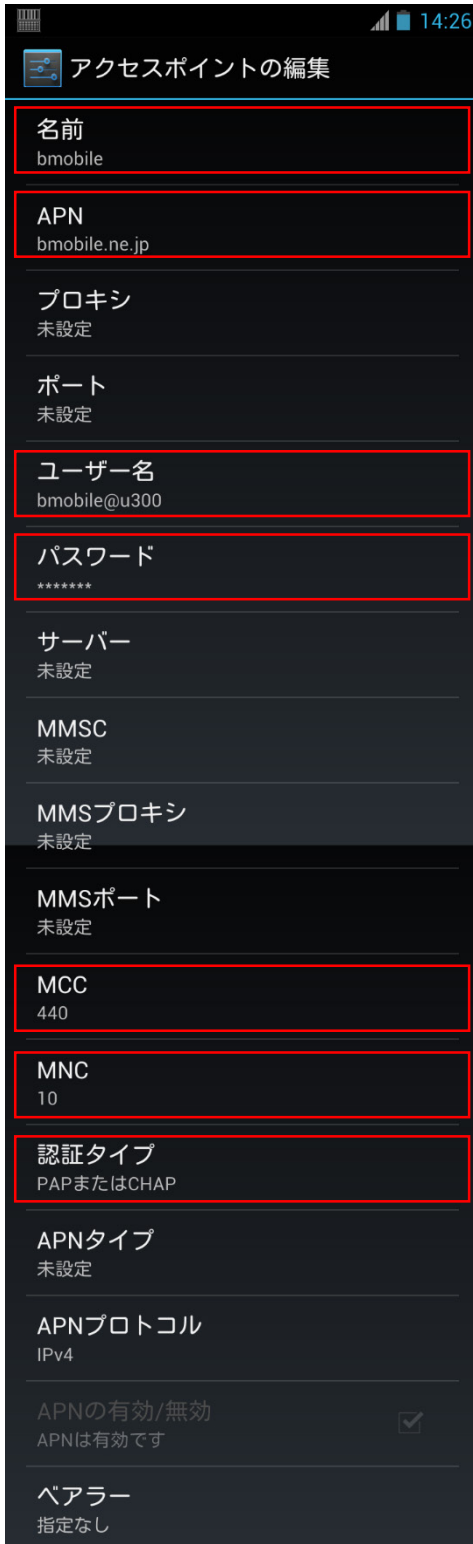 14:26
アクセスポイントの編集
名前
bmobile
APN
bmobile.ne.jp
プロキシ
未設定
ポート
未設定
ユーザー名
bmobile@u300
パスワード
*******
サーバー
未設定
MMSC
未設定
MMSプロキシ
未設定
MMSポート
未設定
MCC
440
MNC
10
認証タイプ
PAPまたはCHAP
APNタイプ
未設定
APNプロトコル
IPv4
APNの有効/無効
APNは有効です
ベアラー
指定なし